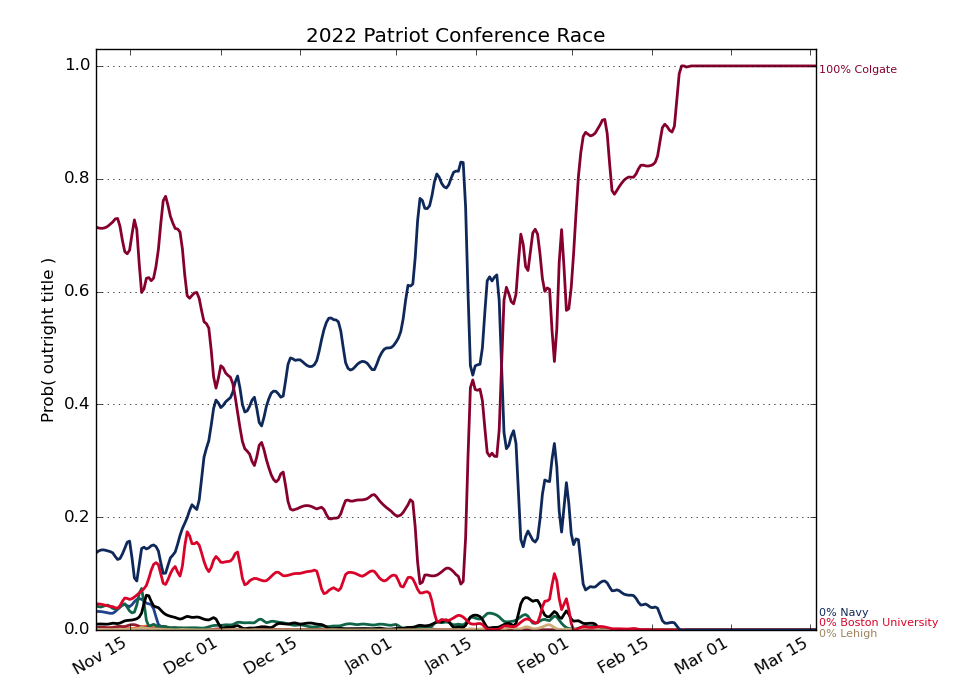 2022 Patriot Conference Race
Prob( outright title )
1.0
0.8
0.6
0.4
0.2
0.0
100% Colgate
0% Navy
0% Boston University
0% Lehigh
Nov 15
Dec 01
Dec 15
Jan 01
Jan 15
Feb 01
Feb 15
Mar 01
Mar 15